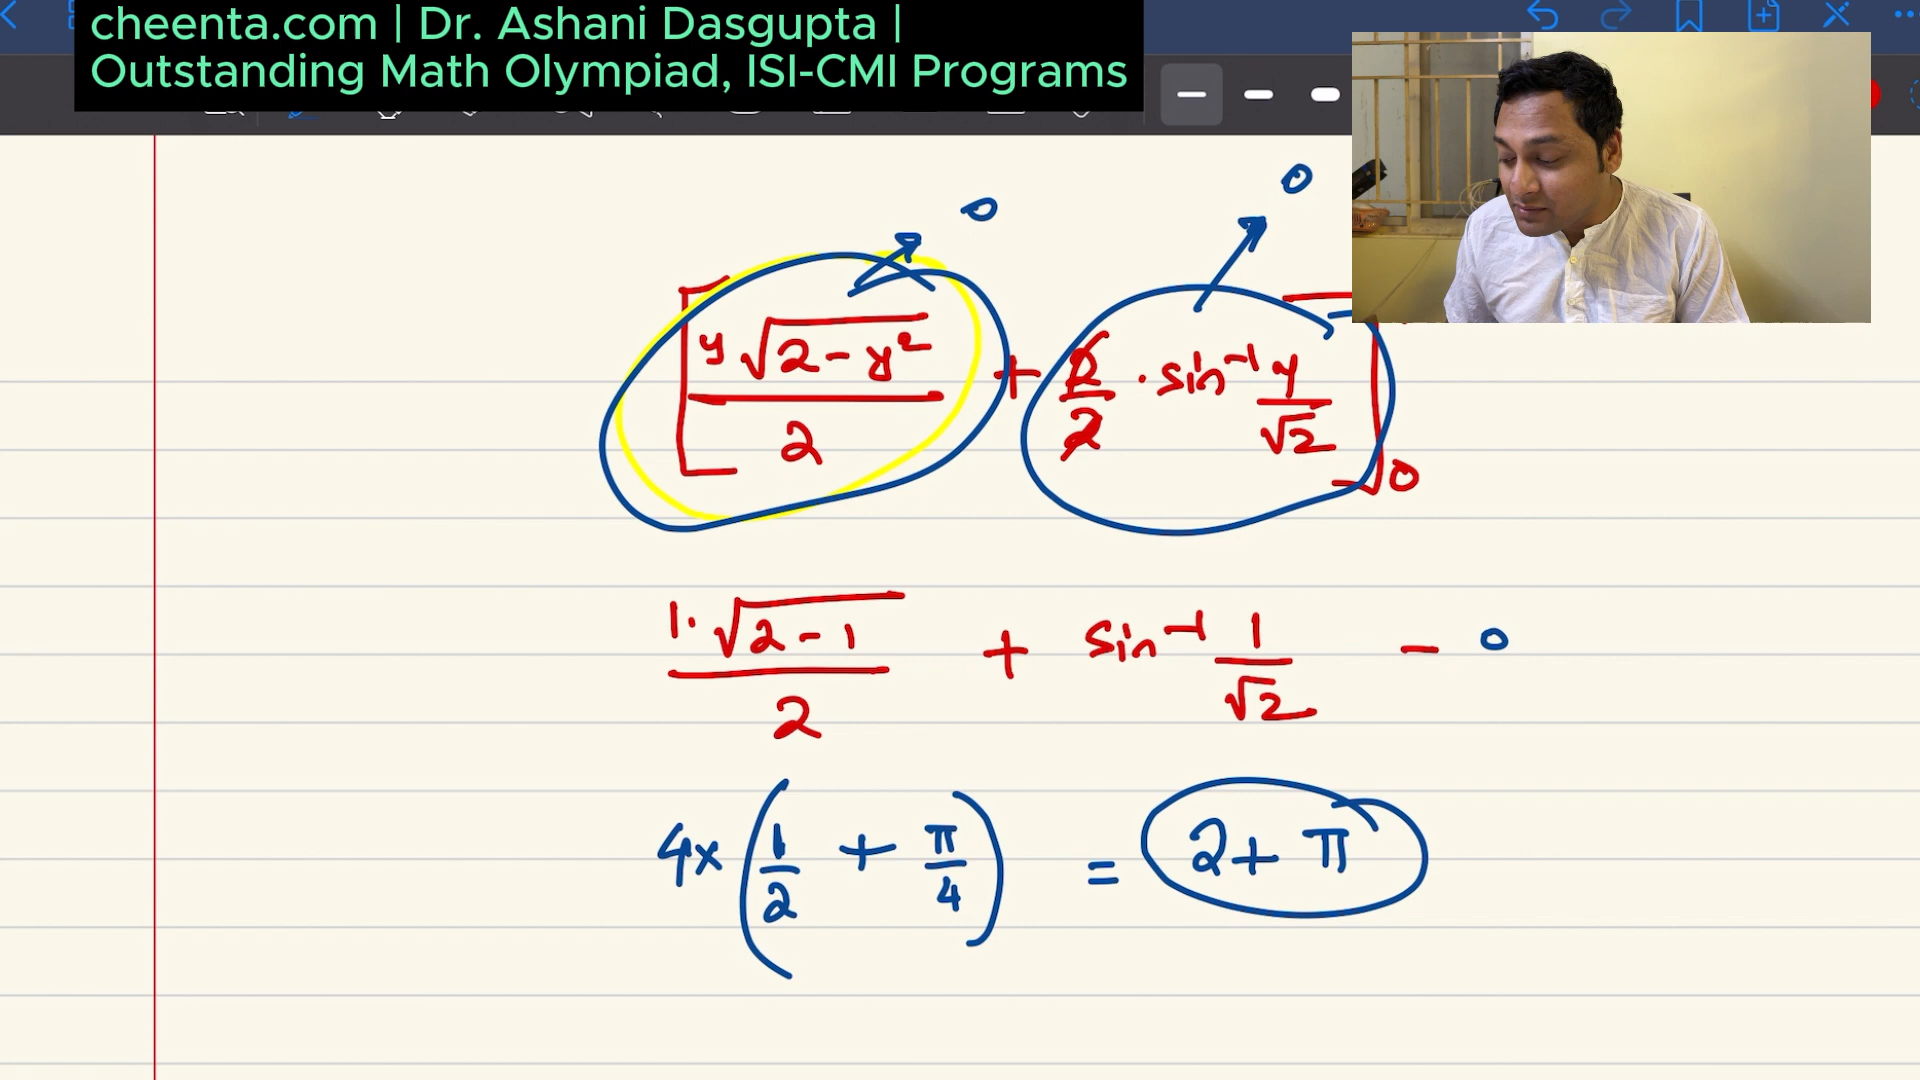 cheenta.com | Dr. Ashani Dasgupta |
Outstanding Math Olympiad, ISI-CMI Programs
0 0
[ y√(2-y²)/2 + 2/2 · sin⁻¹ y/√2 ]₀
1·√(2-1)/2 + sin⁻¹ 1/√2 - 0
4x(1/2 + π/4) = 2+π